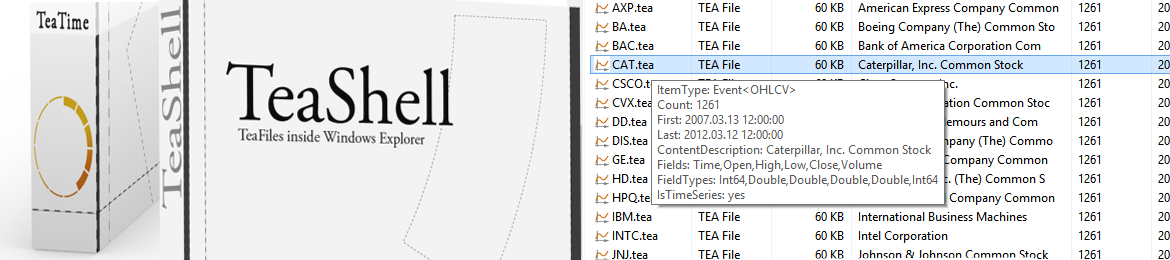 TeaTime
TeaShell
TeaShell
TeaFiles inside Windows Explorer
AXP.tea TEA File 60 KB American Express Company Common 1261 20
BA.tea TEA File 60 KB Boeing Company (The) Common Sto 1261 20
BAC.tea TEA File 60 KB Bank of America Corporation Com 1261 20
CAT.tea TEA File 60 KB Caterpillar, Inc. Common Stock 1261 20
CSCO.t nc. 1261 20
CVX.tea ation Common Stoc 1261 20
DD.tea emours and Com 1261 20
DIS.tea (The) Commo 1261 20
GE.tea ompany Common 1261 20
HD.tea c. (The) Common S 1261 20
HPQ.te Company Common 1261 20
IBM.tea TEA File 60 KB International Business Machines 1261 20
INTC.tea TEA File 60 KB Intel Corporation 1261 20
JNJ.tea TEA File 60 KB Johnson & Johnson Common Stock 1261 20
ItemType: Event<OHLCV>
Count: 1261
First: 2007.03.13 12:00:00
Last: 2012.03.12 12:00:00
ContentDescription: Caterpillar, Inc. Common Stock
Fields: Time,Open,High,Low,Close,Volume
FieldTypes: Int64,Double,Double,Double,Double,Int64
IsTimeSeries: yes